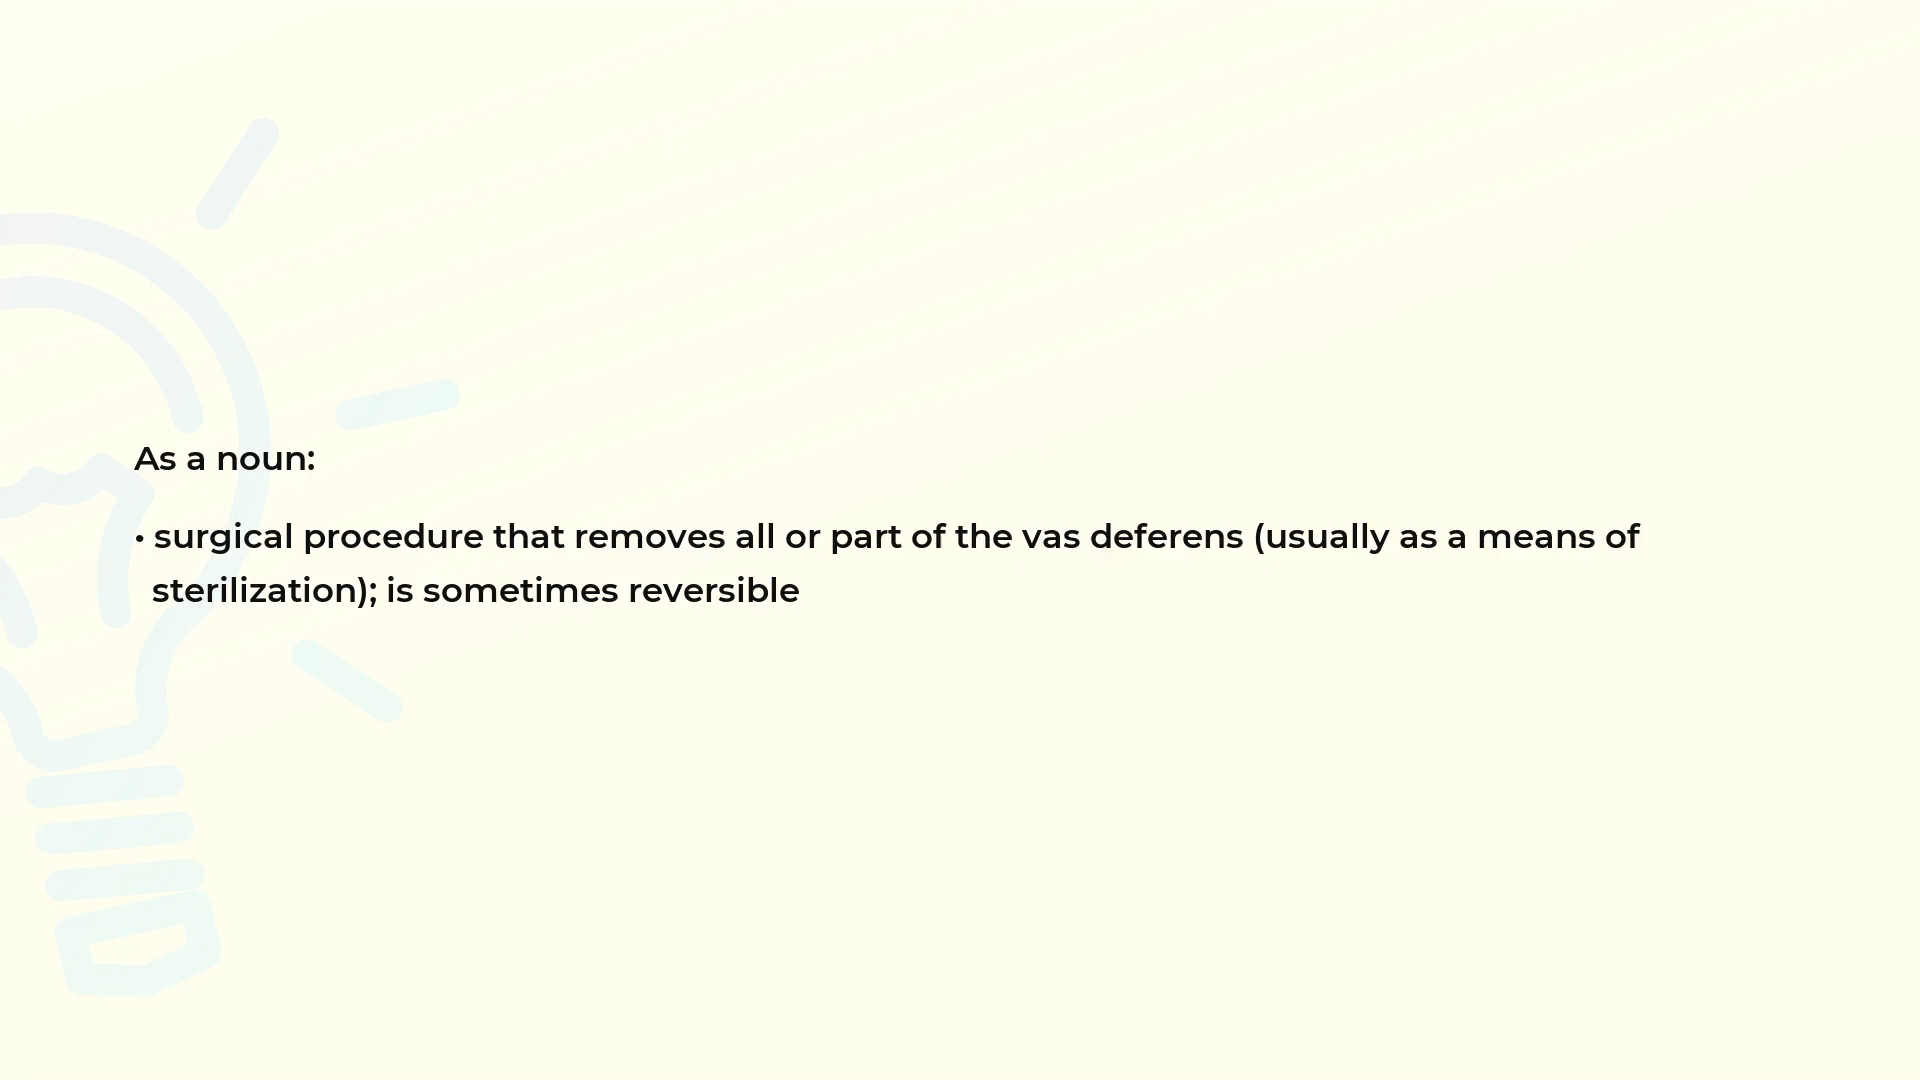 As a noun:
• surgical procedure that removes all or part of the vas deferens (usually as a means of
sterilization); is sometimes reversible